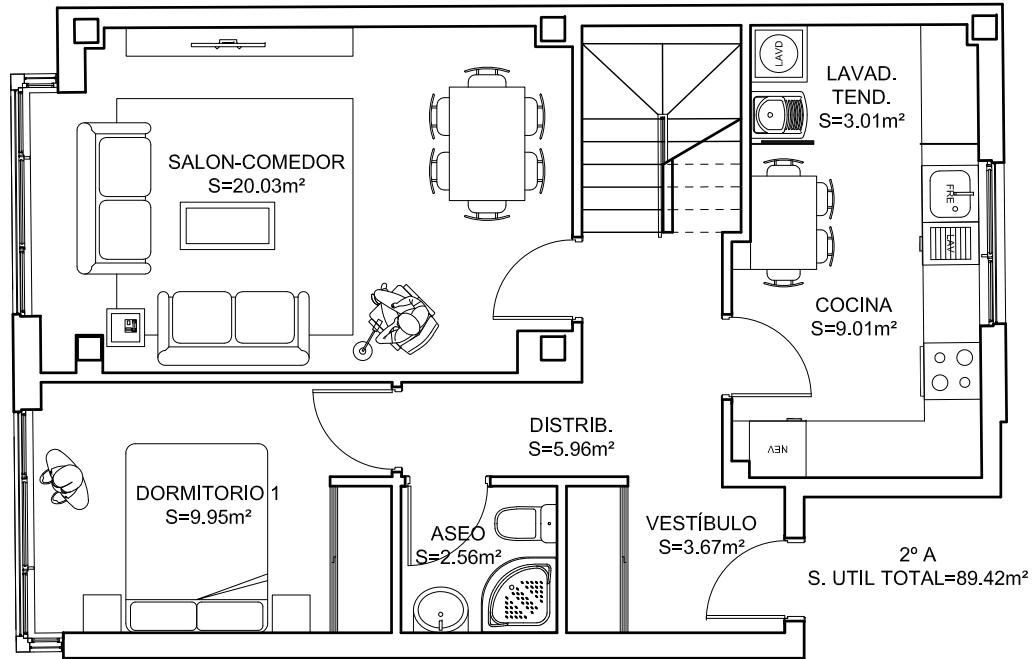 LAVD
LAVAD.
TEND.
S=3.01m²
SALON-COMEDOR
S=20.03m²
FRE
LAV
COCINA
S=9.01m²
DISTRIB.
S=5.96m²
NEV
DORMITORIO 1
S=9.95m²
ASEO
S=2.56m²
VESTÍBULO
S=3.67m²
2º A
S. UTIL TOTAL=89.42m²